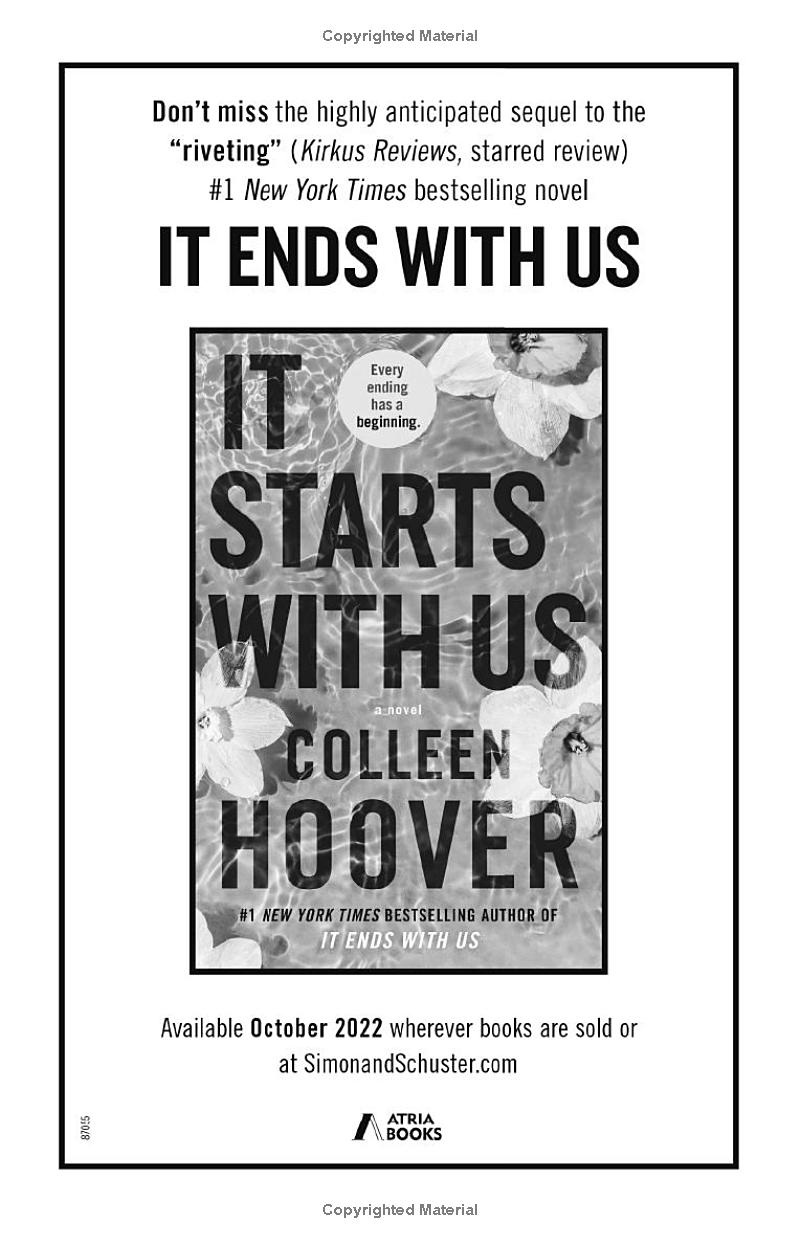 Copyrighted Material
Don't miss the highly anticipated sequel to the
“riveting” (Kirkus Reviews, starred review)
#1 New York Times bestselling novel
IT ENDS WITH US
IT
Every
ending
has a
beginning.
STARTS
WITH US
a novel
COLLEEN
HOOVER
#1 NEW YORK TIMES BESTSELLING AUTHOR OF
IT ENDS WITH US
Available October 2022 wherever books are sold or
at SimonandSchuster.com
87055
ATRIA
BOOKS
Copyrighted Material